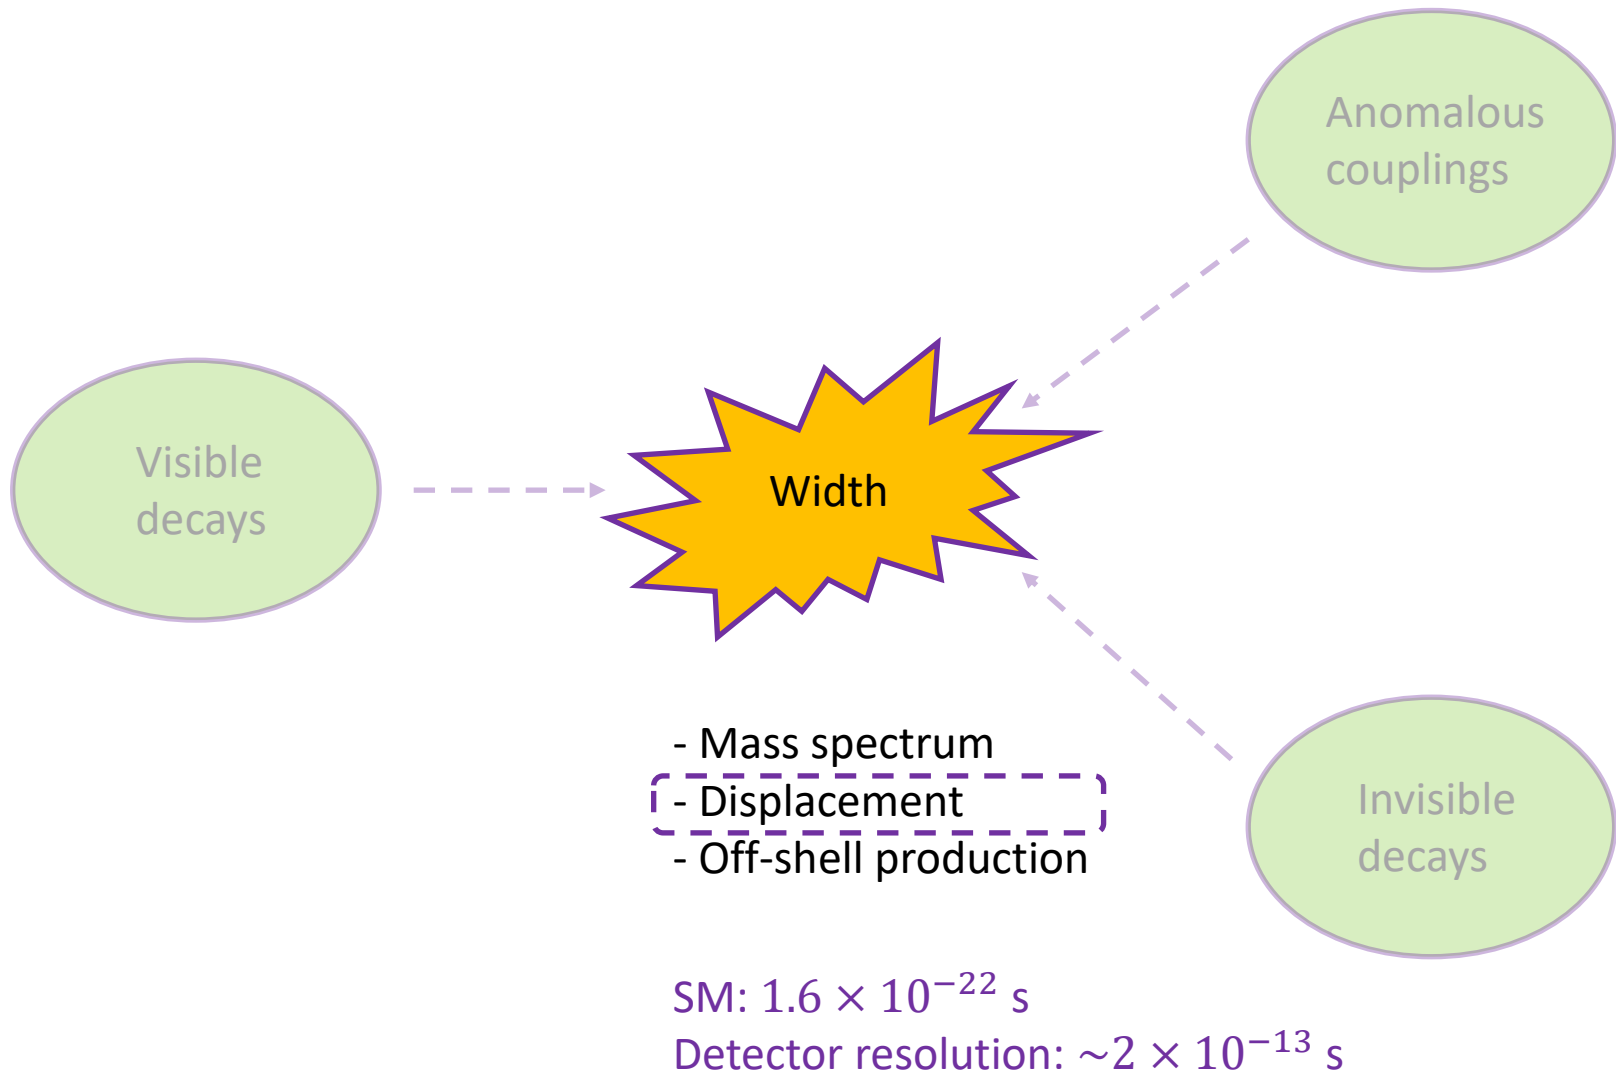 Anomalous
couplings
Visible
decays
Width
- Mass spectrum
- Displacement
- Off-shell production
Invisible
decays
SM: 1.6 × 10⁻²² s
Detector resolution: ~2 × 10⁻¹³ s